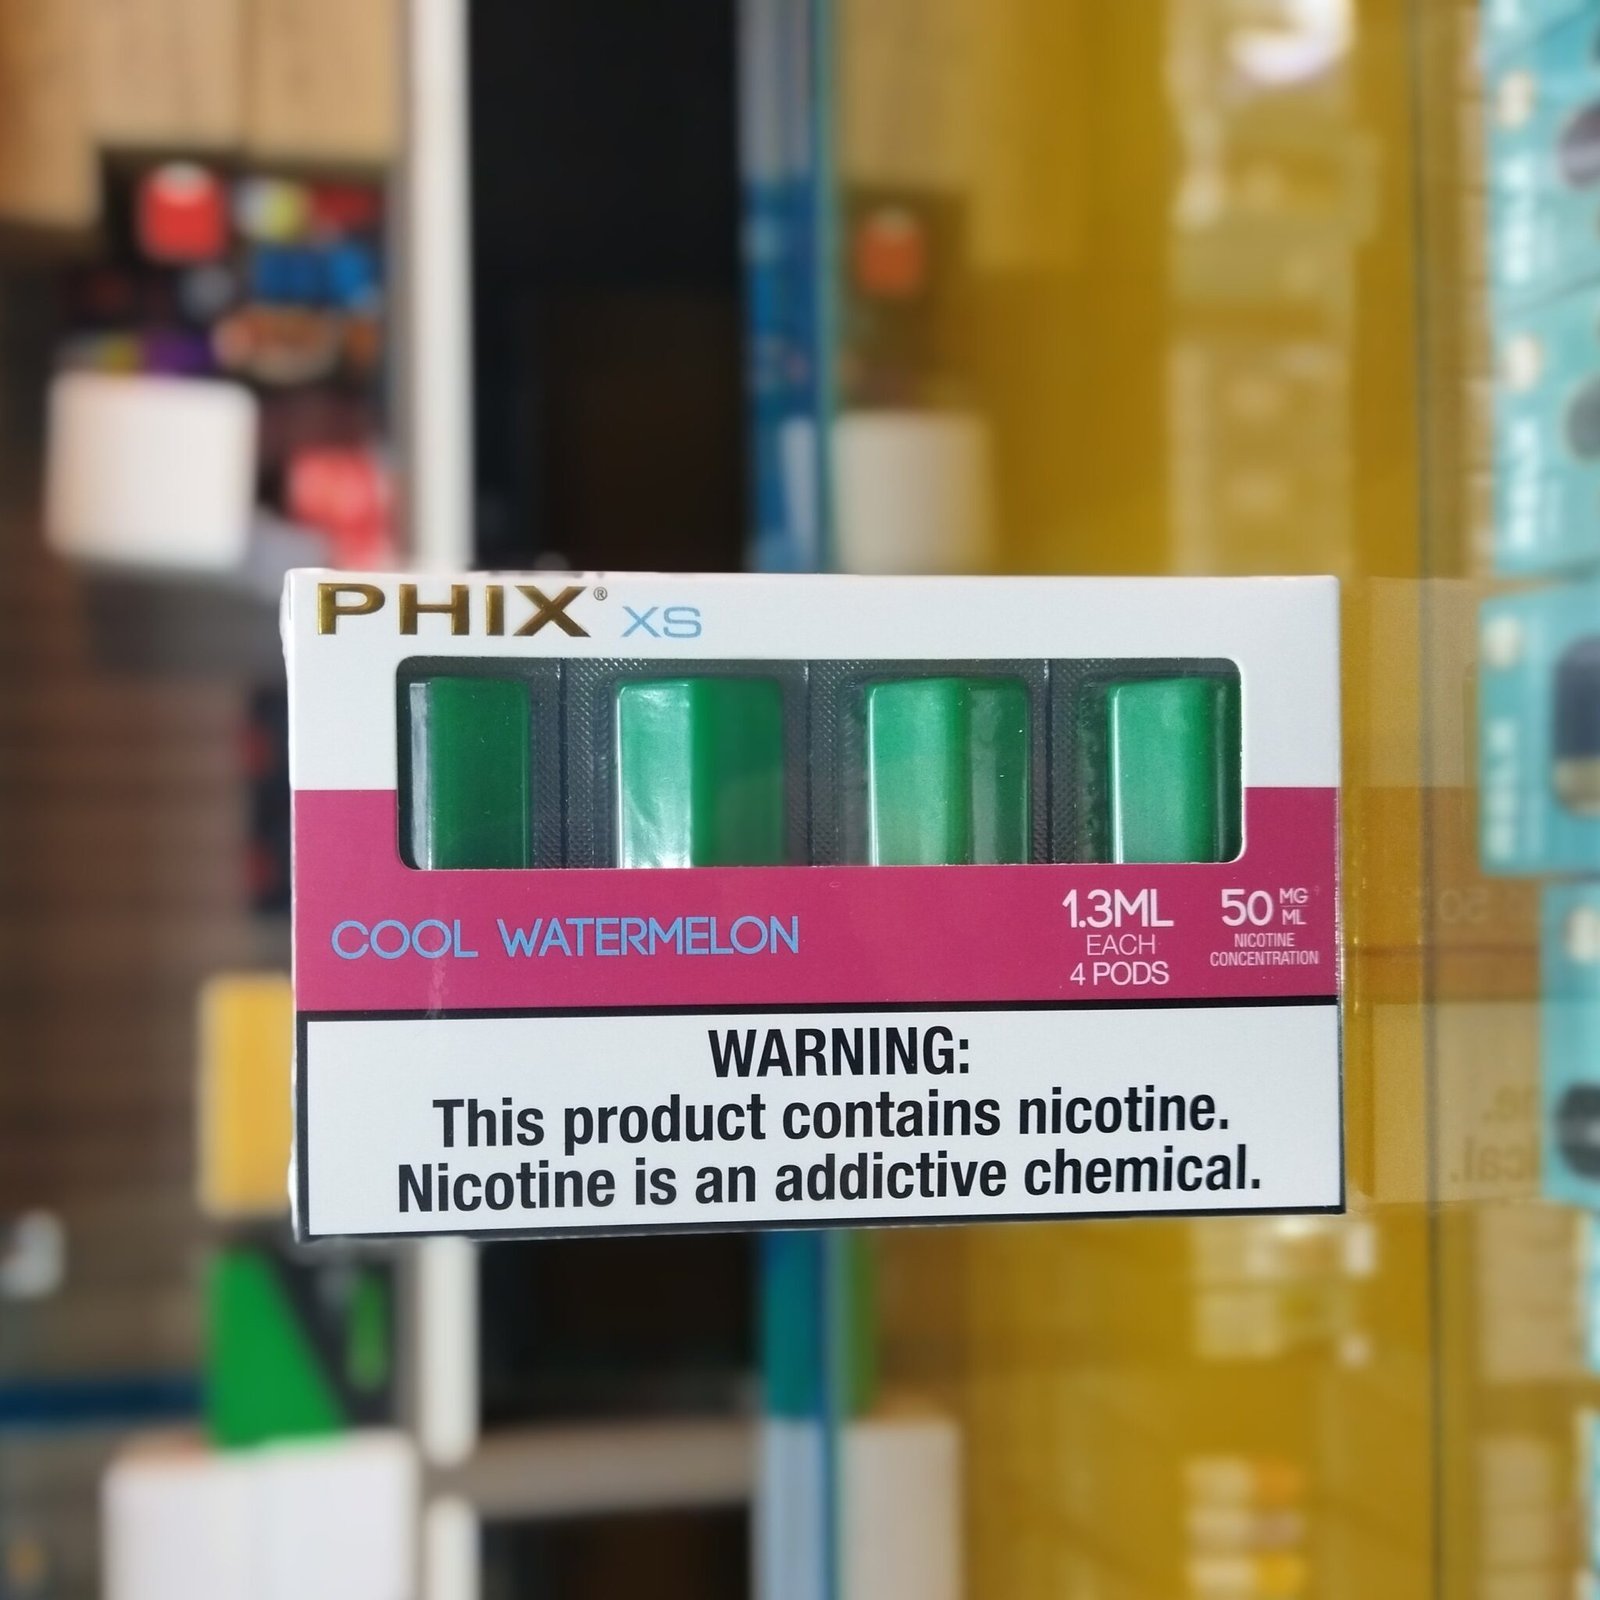 PHIX® XS
COOL WATERMELON
1.3ML
EACH
4 PODS
50 MG
ML
NICOTINE
CONCENTRATION
WARNING:
This product contains nicotine.
Nicotine is an addictive chemical.